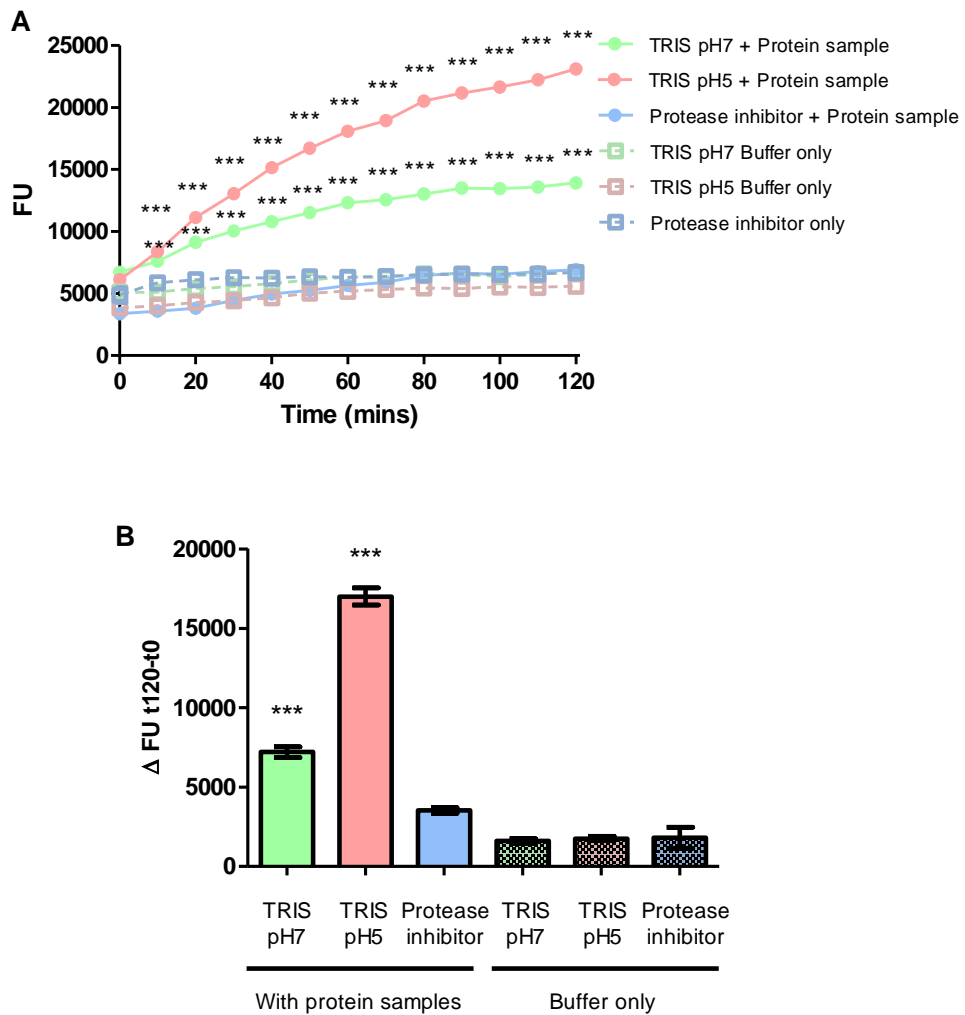 A
25000
20000
15000
10000
5000
0
FU
0 20 40 60 80 100 120
Time (mins)
*** *** *** *** *** *** *** *** *** *** *** ***
*** *** *** *** *** *** *** *** *** *** *** ***
TRIS pH7 + Protein sample
TRIS pH5 + Protein sample
Protease inhibitor + Protein sample
TRIS pH7 Buffer only
TRIS pH5 Buffer only
Protease inhibitor only
B
20000
15000
10000
5000
0
Δ FU t120-t0
***
***
TRIS TRIS Protease TRIS TRIS Protease
pH7 pH5 inhibitor pH7 pH5 inhibitor
With protein samples Buffer only